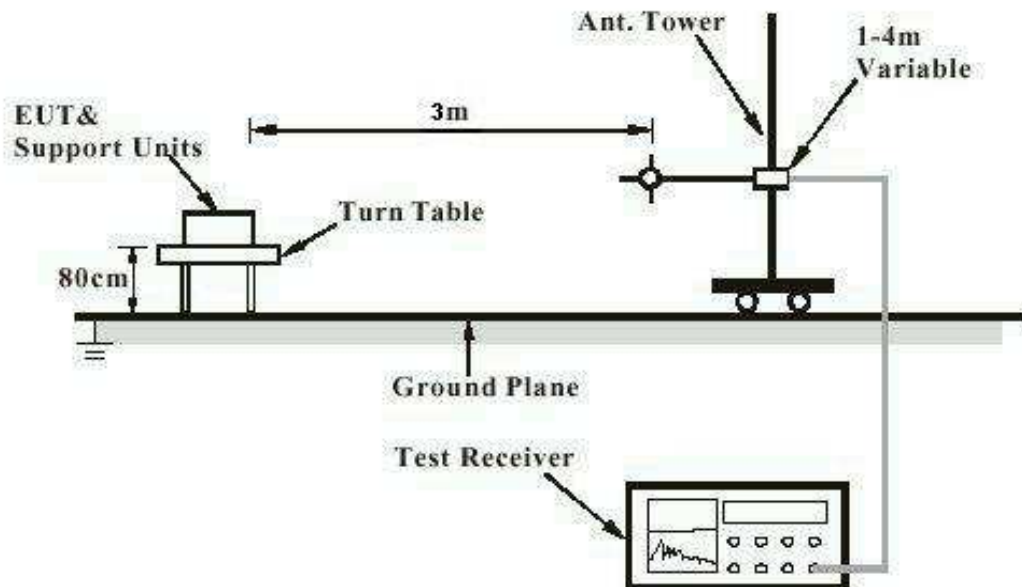 Ant. Tower
1-4m
Variable
EUT&
Support Units
3m
Turn Table
80cm
Ground Plane
Test Receiver